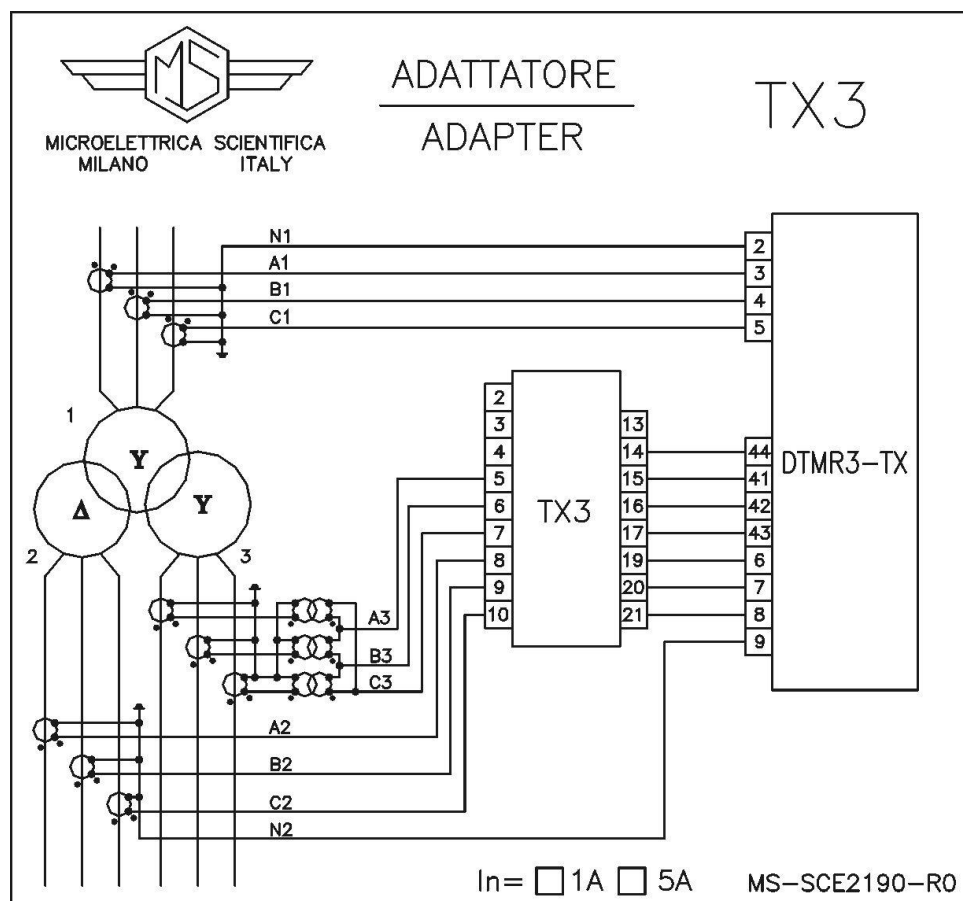 MS
MICROELETTRICA SCIENTIFICA
MILANO ITALY
ADATTATORE
ADAPTER
TX3
N1
A1
B1
C1
2
3
4
5
1
Y
Δ
Y
2
3
2
3
4
5
6
7
8
9
10
TX3
13
14
15
16
17
19
20
21
44
41
42
43
6
7
8
9
DTMR3-TX
A3
B3
C3
A2
B2
C2
N2
In= 1A 5A
MS-SCE2190-R0